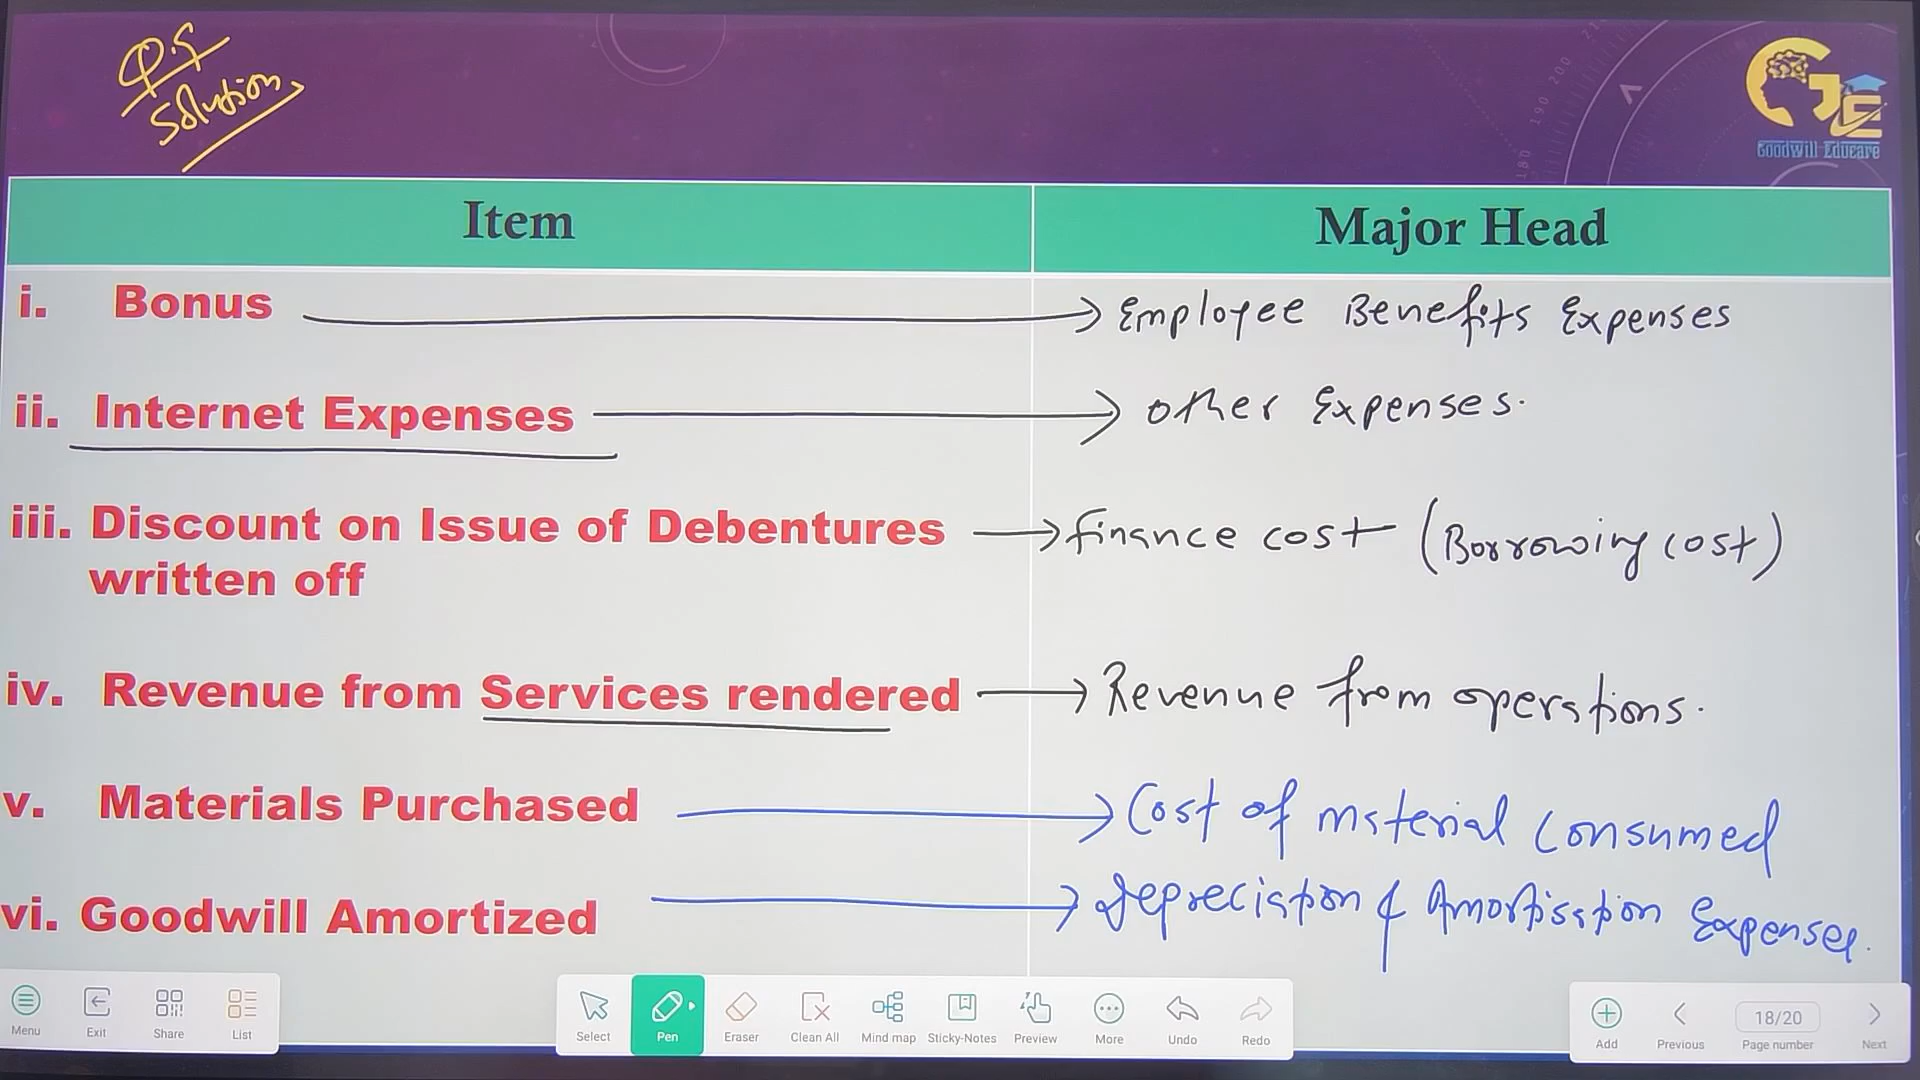 Q.5
Solution
GE
Goodwill Educare
Item
Major Head
i. Bonus → Employee Benefits Expenses
ii. Internet Expenses → other Expenses.
iii. Discount on Issue of Debentures → finance cost (Borrowing cost)
written off
iv. Revenue from Services rendered → Revenue from operations.
v. Materials Purchased → Cost of material consumed
vi. Goodwill Amortized → Depreciation & Amortisation Expenses.
Menu
Exit
Share
List
Select
Pen
Eraser
Clean All
Mind map
Sticky-Notes
Preview
More
Undo
Redo
Add
Previous
18/20
Page number
Next